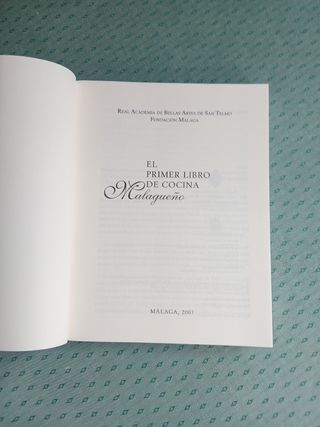 REAL ACADEMIA DE BELLAS ARTES DE SAN TELMO
FUNDACIÓN MÁLAGA
EL
PRIMER LIBRO
DE COCINA
Malagueño
MÁLAGA, 2007